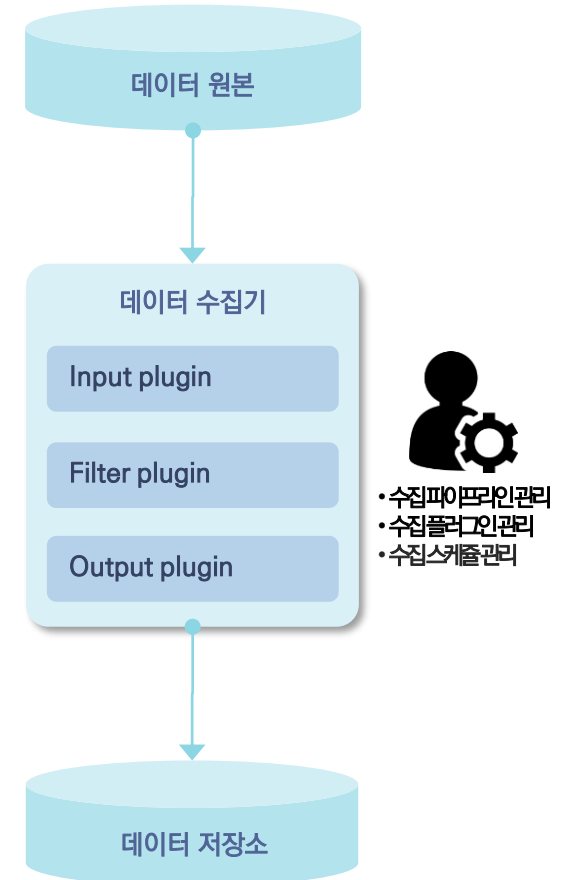 데이터 원본
데이터 수집기
Input plugin
Filter plugin
Output plugin
• 수집 파이프라인 관리
• 수집 플러그인 관리
• 수집 스케쥴 관리
데이터 저장소